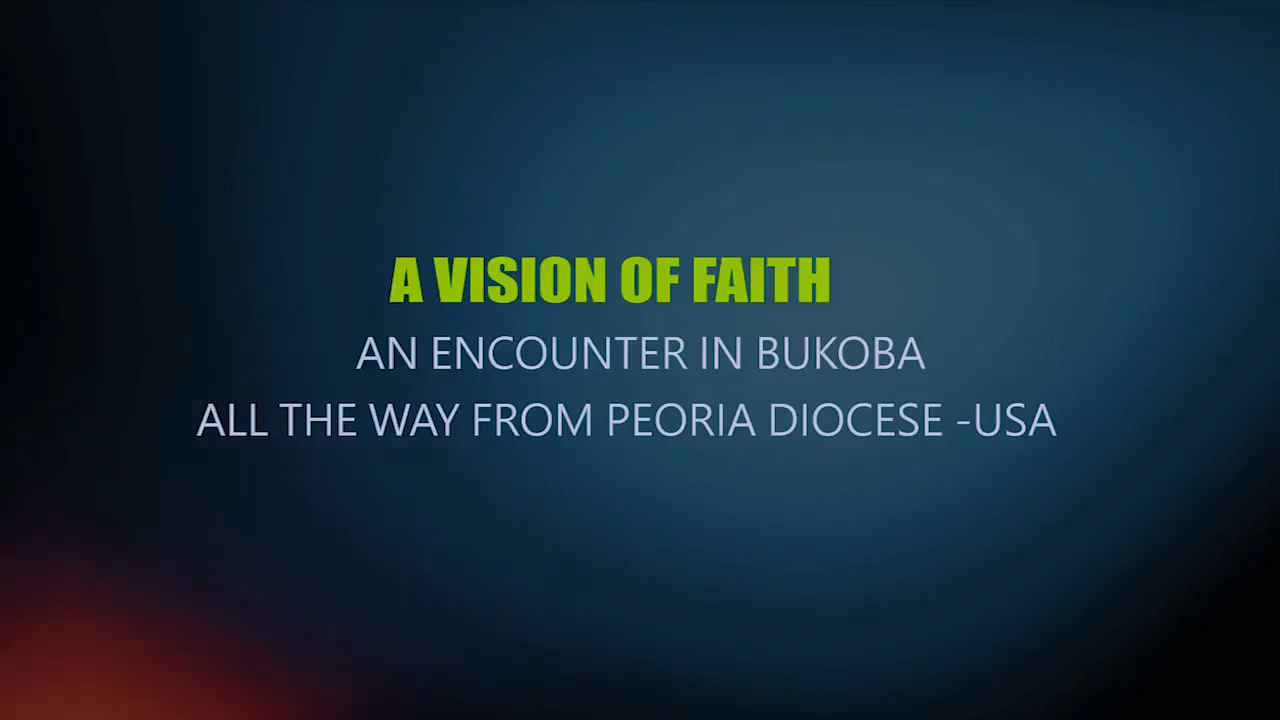 A VISION OF FAITH
AN ENCOUNTER IN BUKOBA
ALL THE WAY FROM PEORIA DIOCESE -USA